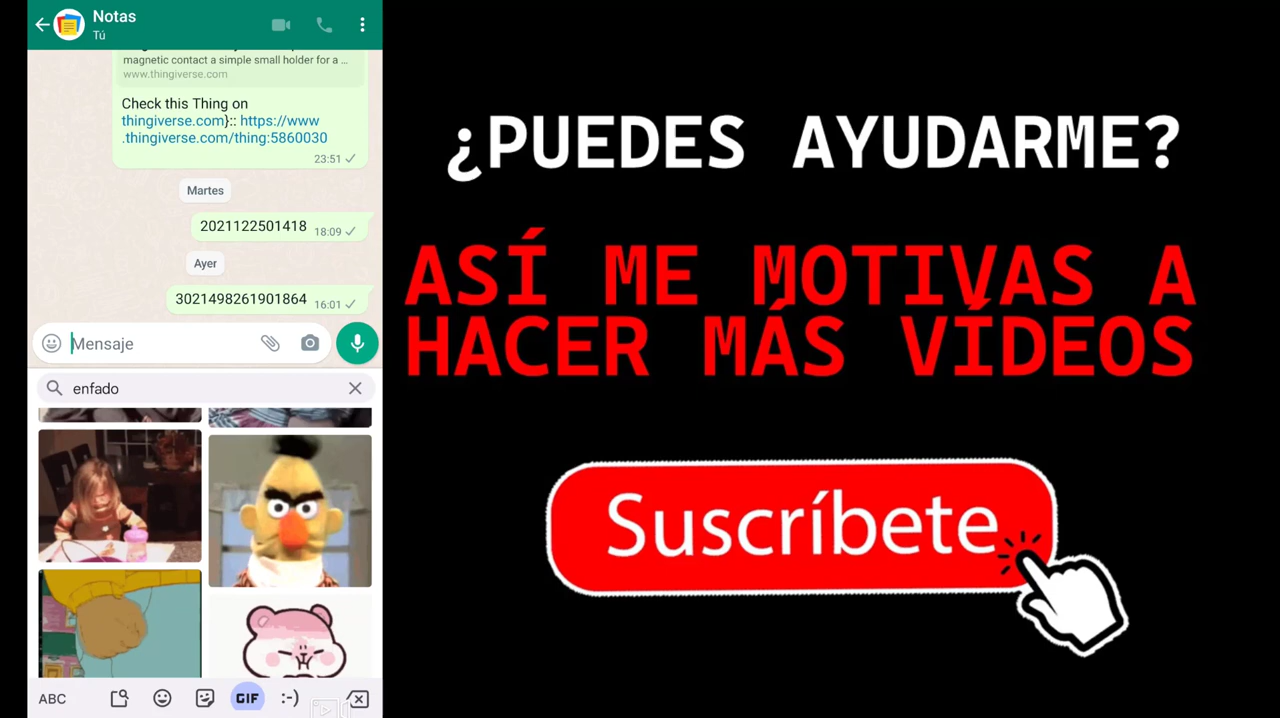 Notas
Tú
magnetic contact a simple small holder for a ...
www.thingiverse.com
Check this Thing on
thingiverse.com}:: https://www
.thingiverse.com/thing:5860030
23:51
Martes
2021122501418 18:09
Ayer
3021498261901864 16:01
Mensaje
enfado
ABC
GIF
:-)
¿PUEDES AYUDARME?
ASÍ ME MOTIVAS A
HACER MÁS VÍDEOS
Suscríbete